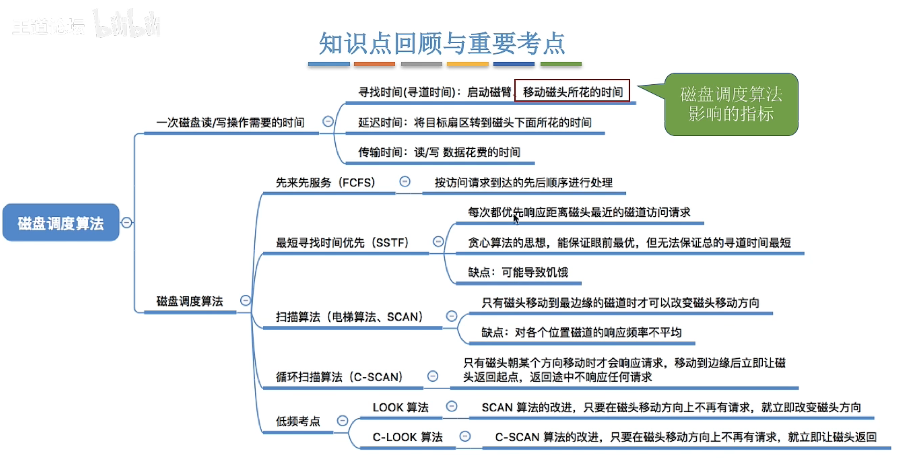 王道论坛 bilibili
知识点回顾与重要考点
寻找时间(寻道时间)：启动磁臂、移动磁头所花的时间
磁盘调度算法
影响的指标
一次磁盘读/写操作需要的时间
延迟时间：将目标扇区转到磁头下面所花的时间
传输时间：读/写 数据花费的时间
先来先服务（FCFS）
按访问请求到达的先后顺序进行处理
磁盘调度算法
每次都优先响应距离磁头最近的磁道访问请求
最短寻找时间优先（SSTF）
贪心算法的思想，能保证眼前最优，但无法保证总的寻道时间最短
缺点：可能导致饥饿
磁盘调度算法
只有磁头移动到最边缘的磁道时才可以改变磁头移动方向
扫描算法（电梯算法、SCAN）
缺点：对各个位置磁道的响应频率不平均
只有磁头朝某个方向移动时才会响应请求，移动到边缘后立即让磁
头返回起点，返回途中不响应任何请求
循环扫描算法（C-SCAN）
LOOK 算法
SCAN 算法的改进，只要在磁头移动方向上不再有请求，就立即改变磁头方向
低频考点
C-LOOK 算法
C-SCAN 算法的改进，只要在磁头移动方向上不再有请求，就立即让磁头返回